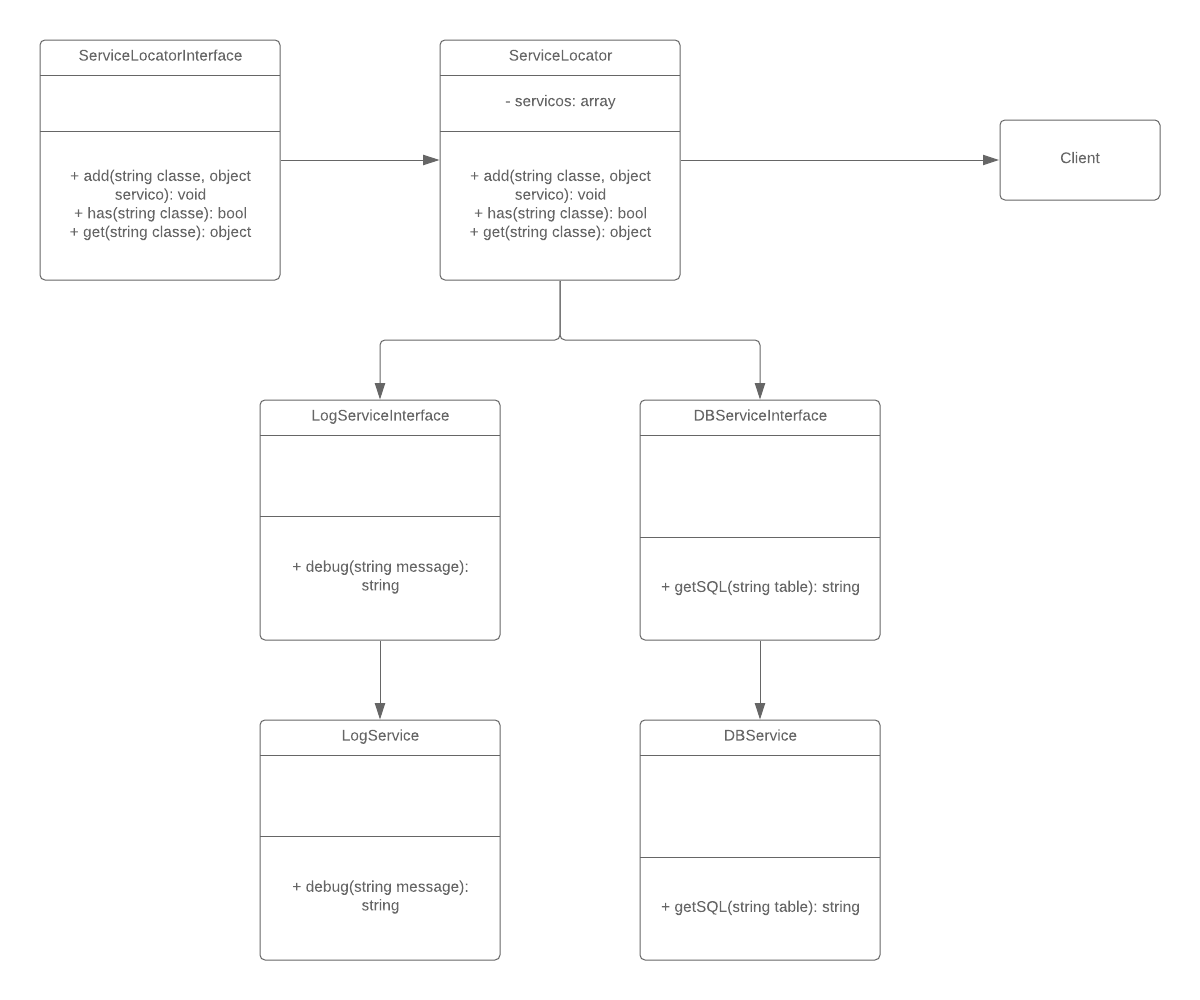 ServiceLocatorInterface
+ add(string classe, object
servico): void
+ has(string classe): bool
+ get(string classe): object
ServiceLocator
- servicos: array
+ add(string classe, object
servico): void
+ has(string classe): bool
+ get(string classe): object
Client
LogServiceInterface
+ debug(string message):
string
DBServiceInterface
+ getSQL(string table): string
LogService
+ debug(string message):
string
DBService
+ getSQL(string table): string